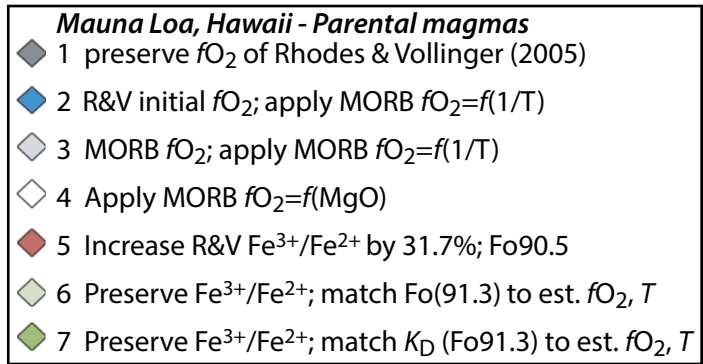 Mauna Loa, Hawaii - Parental magmas
1 preserve fO₂ of Rhodes & Vollinger (2005)
2 R&V initial fO₂; apply MORB fO₂=f(1/T)
3 MORB fO₂; apply MORB fO₂=f(1/T)
4 Apply MORB fO₂=f(MgO)
5 Increase R&V Fe³⁺/Fe²⁺ by 31.7%; Fo90.5
6 Preserve Fe³⁺/Fe²⁺; match Fo(91.3) to est. fO₂, T
7 Preserve Fe³⁺/Fe²⁺; match K_D (Fo91.3) to est. fO₂, T